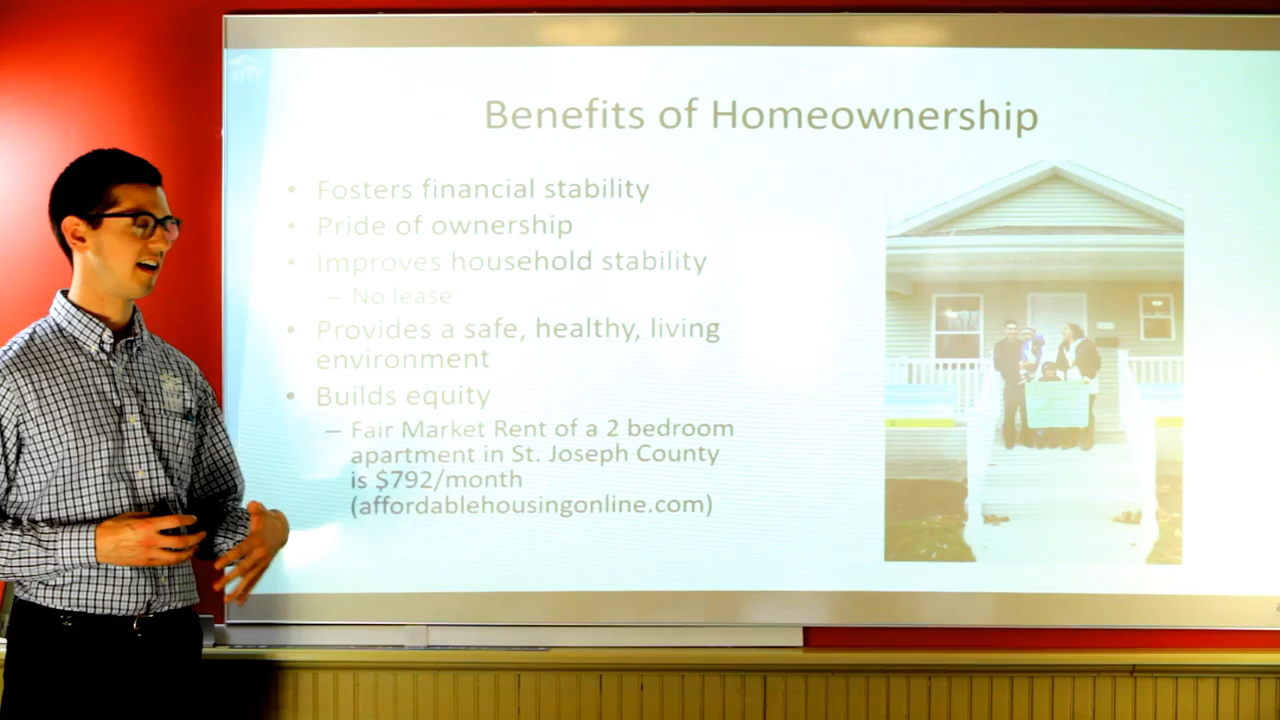 Benefits of Homeownership
• Fosters financial stability
• Pride of ownership
• Improves household stability
– No lease
• Provides a safe, healthy, living
environment
• Builds equity
– Fair Market Rent of a 2 bedroom
apartment in St. Joseph County
is $792/month
(affordablehousingonline.com)